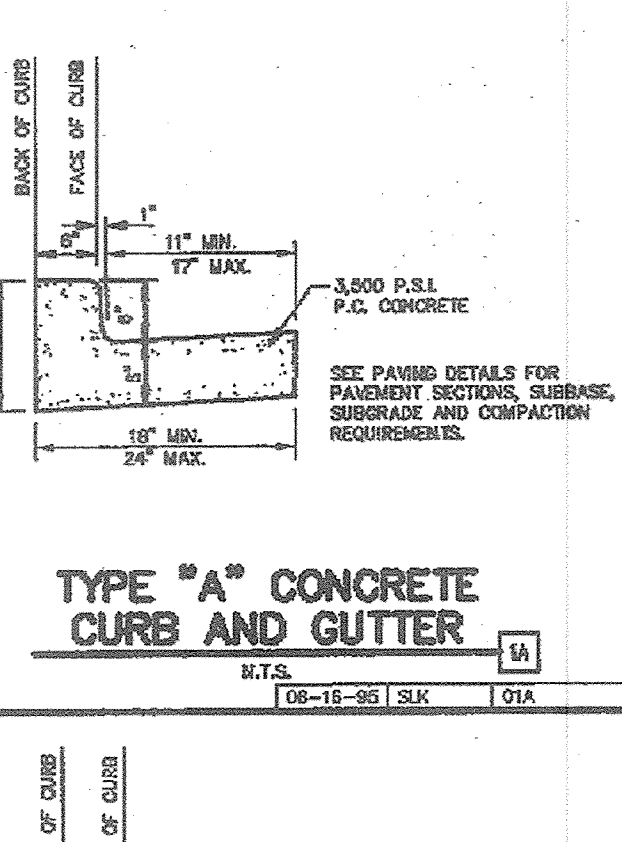 BACK OF CURB
FACE OF CURB
6"
1"
11" MIN.
17" MAX.
6"
3,500 P.S.I.
P.C. CONCRETE
SEE PAVING DETAILS FOR
PAVEMENT SECTIONS, SUBBASE,
SUBGRADE AND COMPACTION
REQUIREMENTS.
18" MIN.
24" MAX.
TYPE "A" CONCRETE
CURB AND GUTTER
1A
N.T.S.
08-16-95 SLK 01A
OF CURB
OF CURB